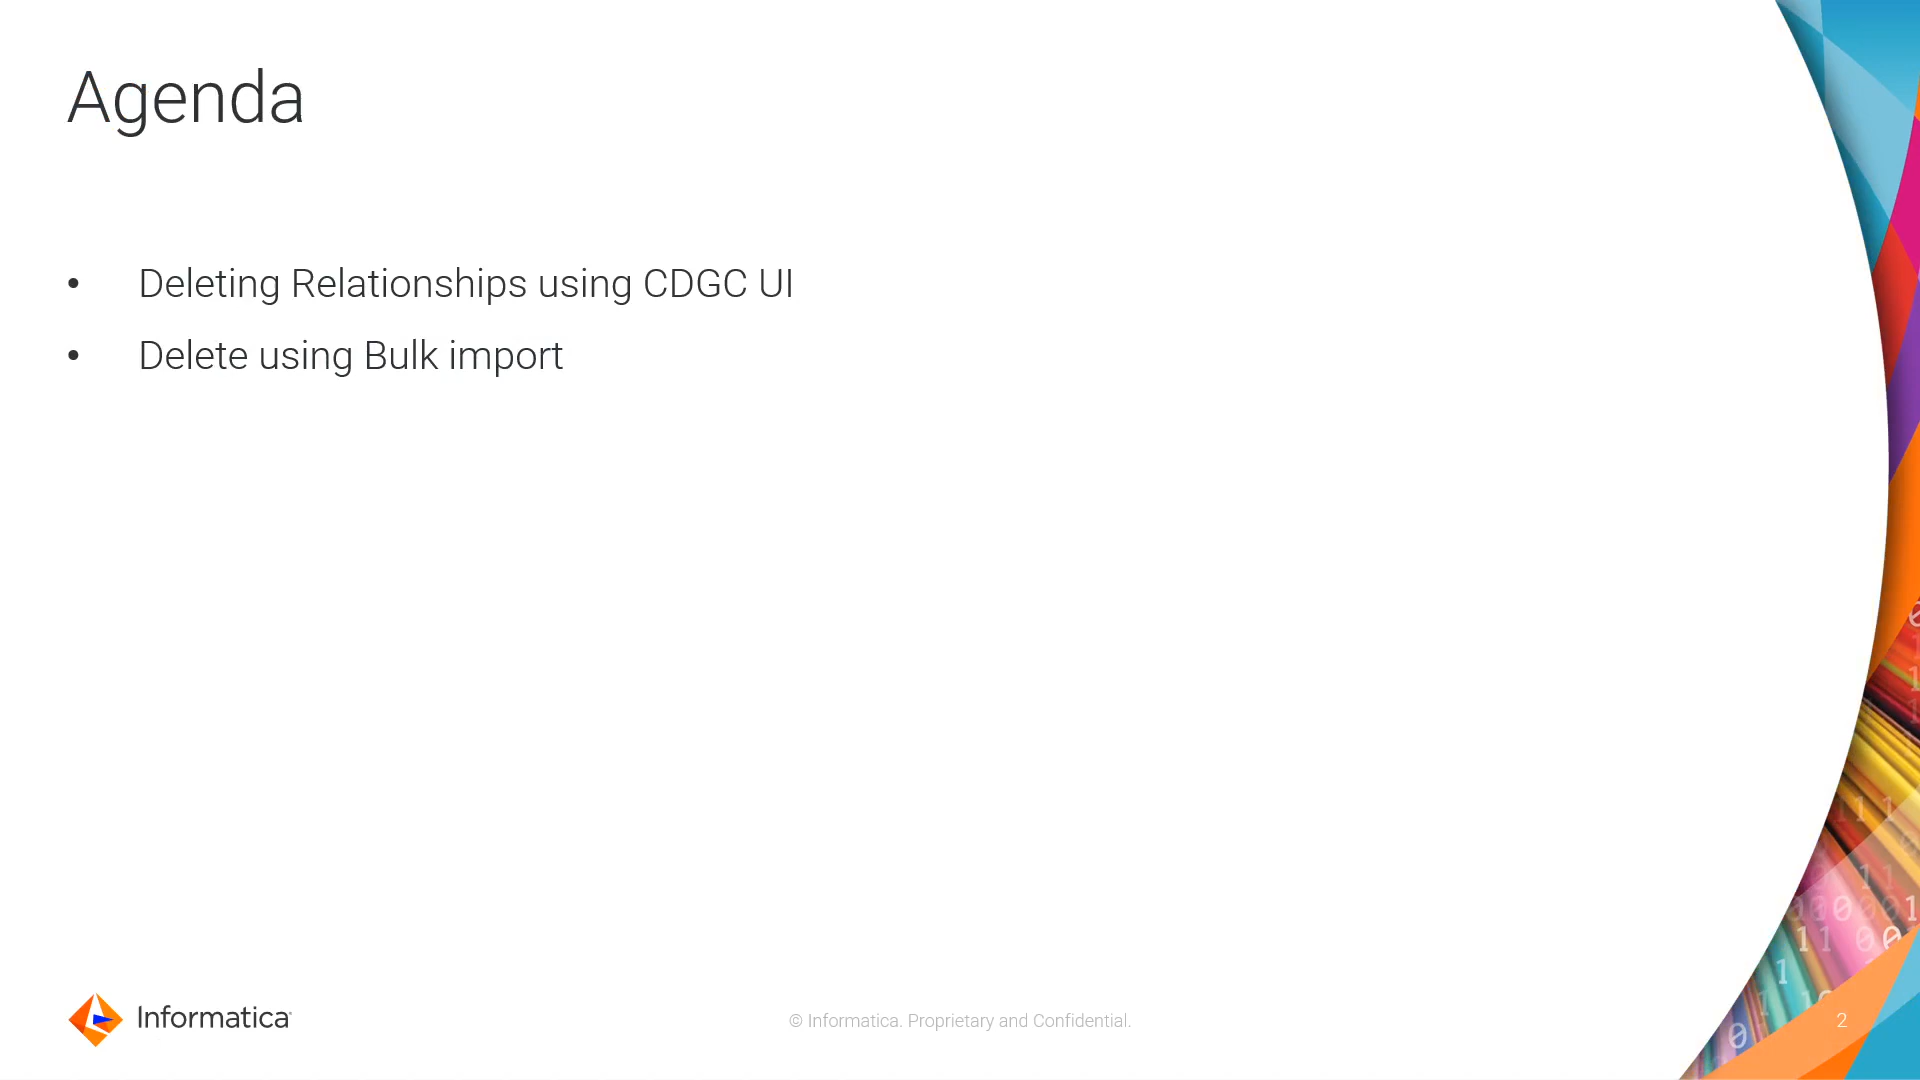 Agenda
• Deleting Relationships using CDGC UI
• Delete using Bulk import
Informatica
© Informatica. Proprietary and Confidential.
2